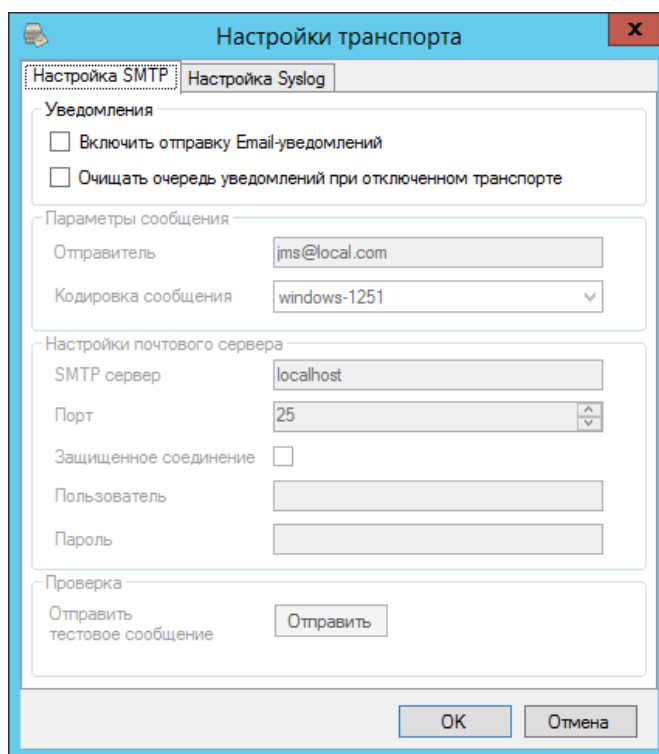 Настройки транспорта
x
Настройка SMTP
Настройка Syslog
Уведомления
Включить отправку Email-уведомлений
Очищать очередь уведомлений при отключенном транспорте
Параметры сообщения
Отправитель
jms@local.com
Кодировка сообщения
windows-1251
Настройки почтового сервера
SMTP сервер
localhost
Порт
25
Защищенное соединение
Пользователь
Пароль
Проверка
Отправить
тестовое сообщение
Отправить
OK
Отмена